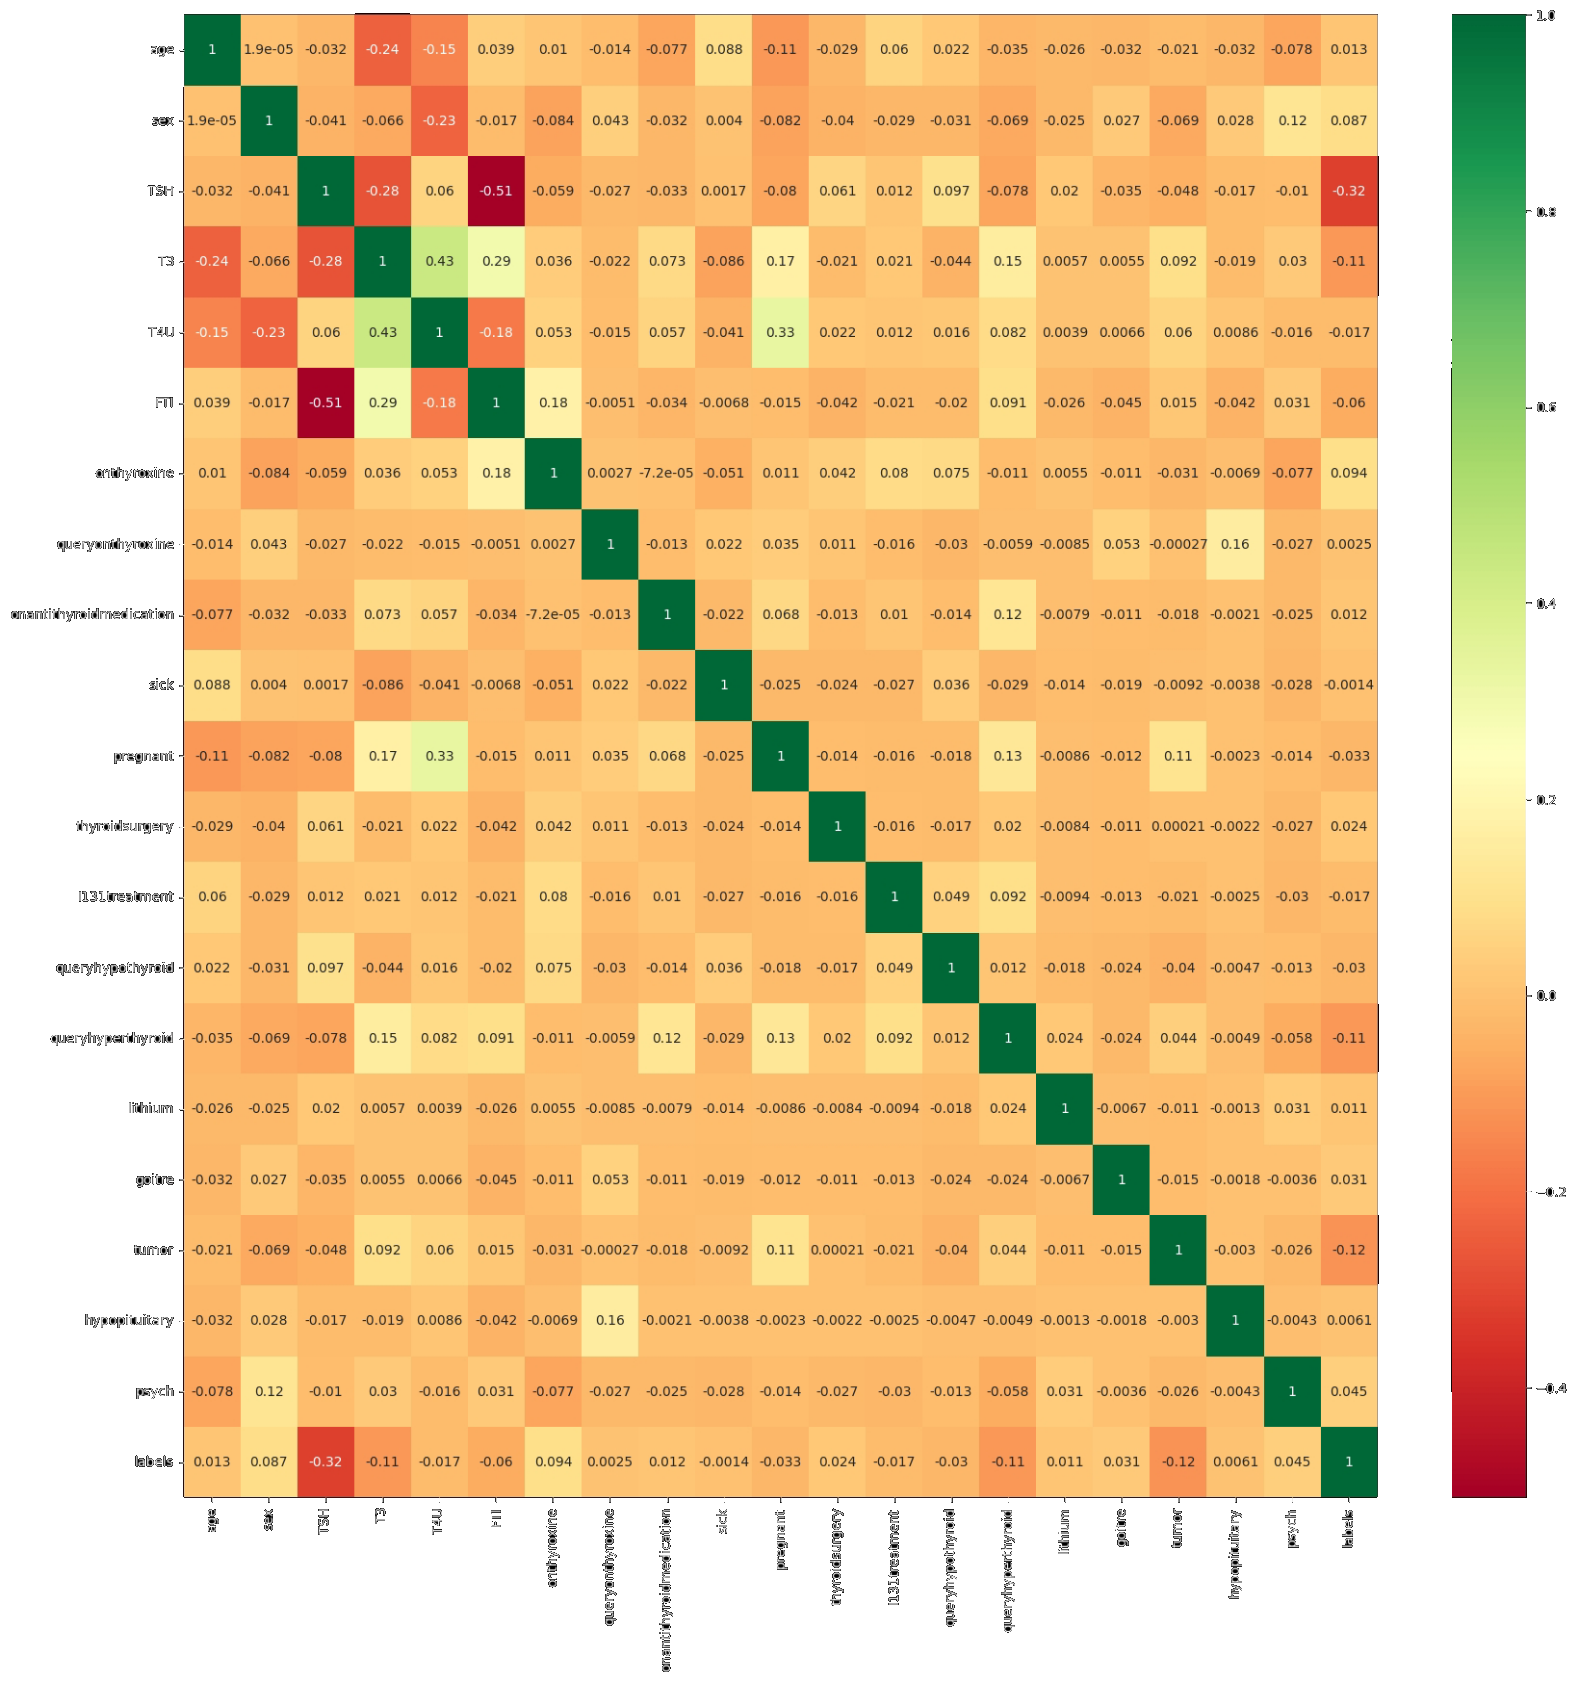 age 1 1.9e-05 -0.032 -0.24 -0.15 0.039 0.01 -0.014 -0.077 0.088 -0.11 -0.029 0.06 0.022 -0.035 -0.026 -0.032 -0.021 -0.032 -0.078 0.013
sex 1.9e-05 1 -0.041 -0.066 -0.23 -0.017 -0.084 0.043 -0.032 0.004 -0.082 -0.04 -0.029 -0.031 -0.069 -0.025 0.027 -0.069 0.028 0.12 0.087
TSH -0.032 -0.041 1 -0.28 0.06 -0.51 -0.059 -0.027 -0.033 0.0017 -0.08 0.061 0.012 0.097 -0.078 0.02 -0.035 -0.048 -0.017 -0.01 -0.32
T3 -0.24 -0.066 -0.28 1 0.43 0.29 0.036 -0.022 0.073 -0.086 0.17 -0.021 0.021 -0.044 0.15 0.0057 0.0055 0.092 -0.019 0.03 -0.11
T4U -0.15 -0.23 0.06 0.43 1 -0.18 0.053 -0.015 0.057 -0.041 0.33 0.022 0.012 0.016 0.082 0.0039 0.0066 0.06 0.0086 -0.016 -0.017
FTI 0.039 -0.017 -0.51 0.29 -0.18 1 0.18 -0.0051 -0.034 -0.0068 -0.015 -0.042 -0.021 -0.02 0.091 -0.026 -0.045 0.015 -0.042 0.031 -0.06
onthyroxine 0.01 -0.084 -0.059 0.036 0.053 0.18 1 0.0027 -7.2e-05 -0.051 0.011 0.042 0.08 0.075 -0.011 0.0055 -0.011 -0.031 -0.0069 -0.077 0.094
queryonthyroxine -0.014 0.043 -0.027 -0.022 -0.015 -0.0051 0.0027 1 -0.013 0.022 0.035 0.011 -0.016 -0.03 -0.0059 -0.0085 0.053 -0.00027 0.16 -0.027 0.0025
onantithyroidmedication -0.077 -0.032 -0.033 0.073 0.057 -0.034 -7.2e-05 -0.013 1 -0.022 0.068 -0.013 0.01 -0.014 0.12 -0.0079 -0.011 -0.018 -0.0021 -0.025 0.012
sick 0.088 0.004 0.0017 -0.086 -0.041 -0.0068 -0.051 0.022 -0.022 1 -0.025 -0.024 -0.027 0.036 -0.029 -0.014 -0.019 -0.0092 -0.0038 -0.028 -0.0014
pregnant -0.11 -0.082 -0.08 0.17 0.33 -0.015 0.011 0.035 0.068 -0.025 1 -0.014 -0.016 -0.018 0.13 -0.0086 -0.012 0.11 -0.0023 -0.014 -0.033
thyroidsurgery -0.029 -0.04 0.061 -0.021 0.022 -0.042 0.042 0.011 -0.013 -0.024 -0.014 1 -0.016 -0.017 0.02 -0.0084 -0.011 0.00021 -0.0022 -0.027 0.024
I131treatment 0.06 -0.029 0.012 0.021 0.012 -0.021 0.08 -0.016 0.01 -0.027 -0.016 -0.016 1 0.049 0.092 -0.0094 -0.013 -0.021 -0.0025 -0.03 -0.017
queryhypothyroid 0.022 -0.031 0.097 -0.044 0.016 -0.02 0.075 -0.03 -0.014 0.036 -0.018 -0.017 0.049 1 0.012 -0.018 -0.024 -0.04 -0.0047 -0.013 -0.03
queryhyperthyroid -0.035 -0.069 -0.078 0.15 0.082 0.091 -0.011 -0.0059 0.12 -0.029 0.13 0.02 0.092 0.012 1 0.024 -0.024 0.044 -0.0049 -0.058 -0.11
lithium -0.026 -0.025 0.02 0.0057 0.0039 -0.026 0.0055 -0.0085 -0.0079 -0.014 -0.0086 -0.0084 -0.0094 -0.018 0.024 1 -0.0067 -0.011 -0.0013 0.031 0.011
goitre -0.032 0.027 -0.035 0.0055 0.0066 -0.045 -0.011 0.053 -0.011 -0.019 -0.012 -0.011 -0.013 -0.024 -0.024 -0.0067 1 -0.015 -0.0018 -0.0036 0.031
tumor -0.021 -0.069 -0.048 0.092 0.06 0.015 -0.031 -0.00027 -0.018 -0.0092 0.11 0.00021 -0.021 -0.04 0.044 -0.011 -0.015 1 -0.003 -0.026 -0.12
hypopituitary -0.032 0.028 -0.017 -0.019 0.0086 -0.042 -0.0069 0.16 -0.0021 -0.0038 -0.0023 -0.0022 -0.0025 -0.0047 -0.0049 -0.0013 -0.0018 -0.003 1 -0.0043 0.0061
psych -0.078 0.12 -0.01 0.03 -0.016 0.031 -0.077 -0.027 -0.025 -0.028 -0.014 -0.027 -0.03 -0.013 -0.058 0.031 -0.0036 -0.026 -0.0043 1 0.045
labels 0.013 0.087 -0.32 -0.11 -0.017 -0.06 0.094 0.0025 0.012 -0.0014 -0.033 0.024 -0.017 -0.03 -0.11 0.011 0.031 -0.12 0.0061 0.045 1
age sex TSH T3 T4U FTI onthyroxine queryonthyroxine onantithyroidmedication sick pregnant thyroidsurgery I131treatment queryhypothyroid queryhyperthyroid lithium goitre tumor hypopituitary psych labels
1.0
0.8
0.6
0.4
0.2
0.0
−0.2
−0.4